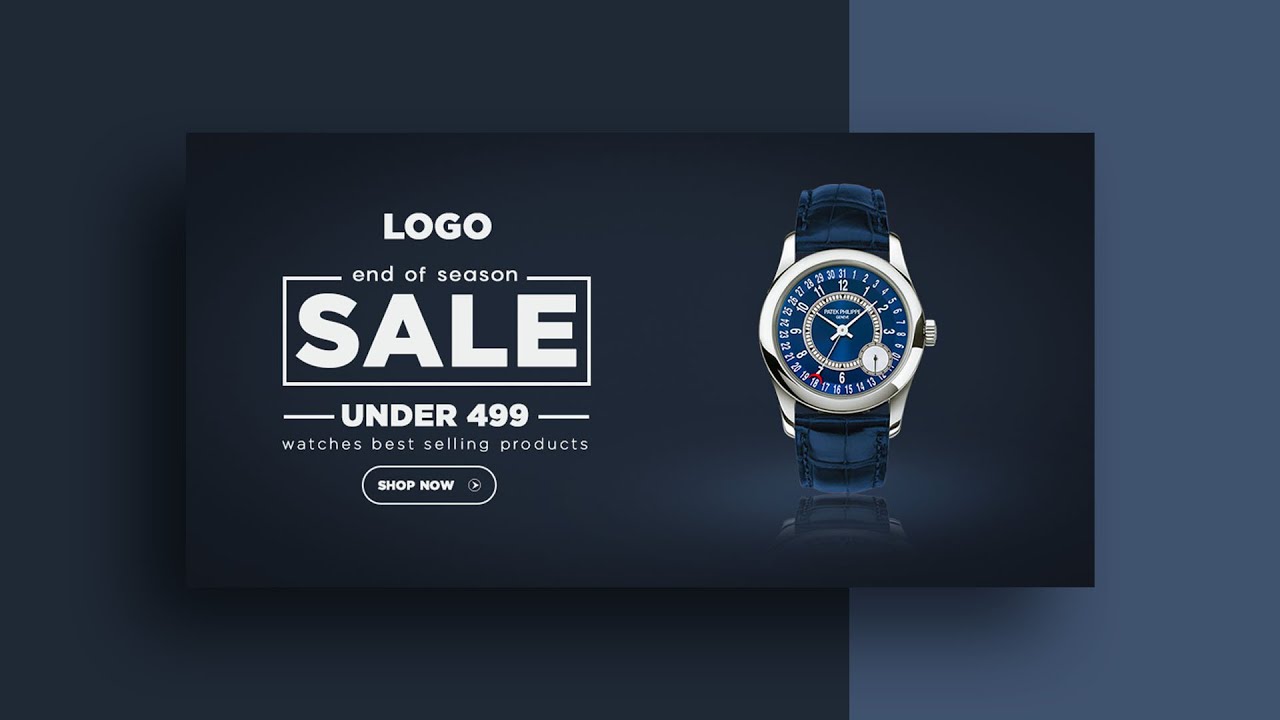 LOGO
end of season
SALE
UNDER 499
watches best selling products
SHOP NOW
PATEK PHILIPPE
GENEVE